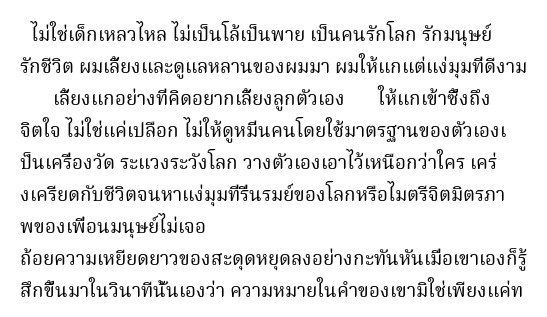 ไม่ใช่เด็กเหลวไหล ไม่เป็นโล้เป็นพาย เป็นคนรักโลก รักมนุษย์
รักชีวิต ผมเลี้ยงและดูแลหลานของผมมา ผมให้แกแต่แง่มุมที่ดีงาม
เลี้ยงแกอย่างที่คิดอยากเลี้ยงลูกตัวเอง ให้แกเข้าซึ้งถึง
จิตใจ ไม่ใช่แค่เปลือก ไม่ให้ดูหมิ่นคนโดยใช้มาตรฐานของตัวเองเ
ป็นเครื่องวัด ระแวงระวังโลก วางตัวเองเอาไว้เหนือกว่าใคร เคร่
งเครียดกับชีวิตจนหาแง่มุมที่รื่นรมย์ของโลกหรือไมตรีจิตมิตรภา
พของเพื่อนมนุษย์ไม่เจอ
ถ้อยความเหยียดยาวของสะดุดหยุดลงอย่างกะทันหันเมื่อเขาเองก็รู้
สึกขึ้นมาในวินาทีนั้นเองว่า ความหมายในคำของเขามิใช่เพียงแค่ท